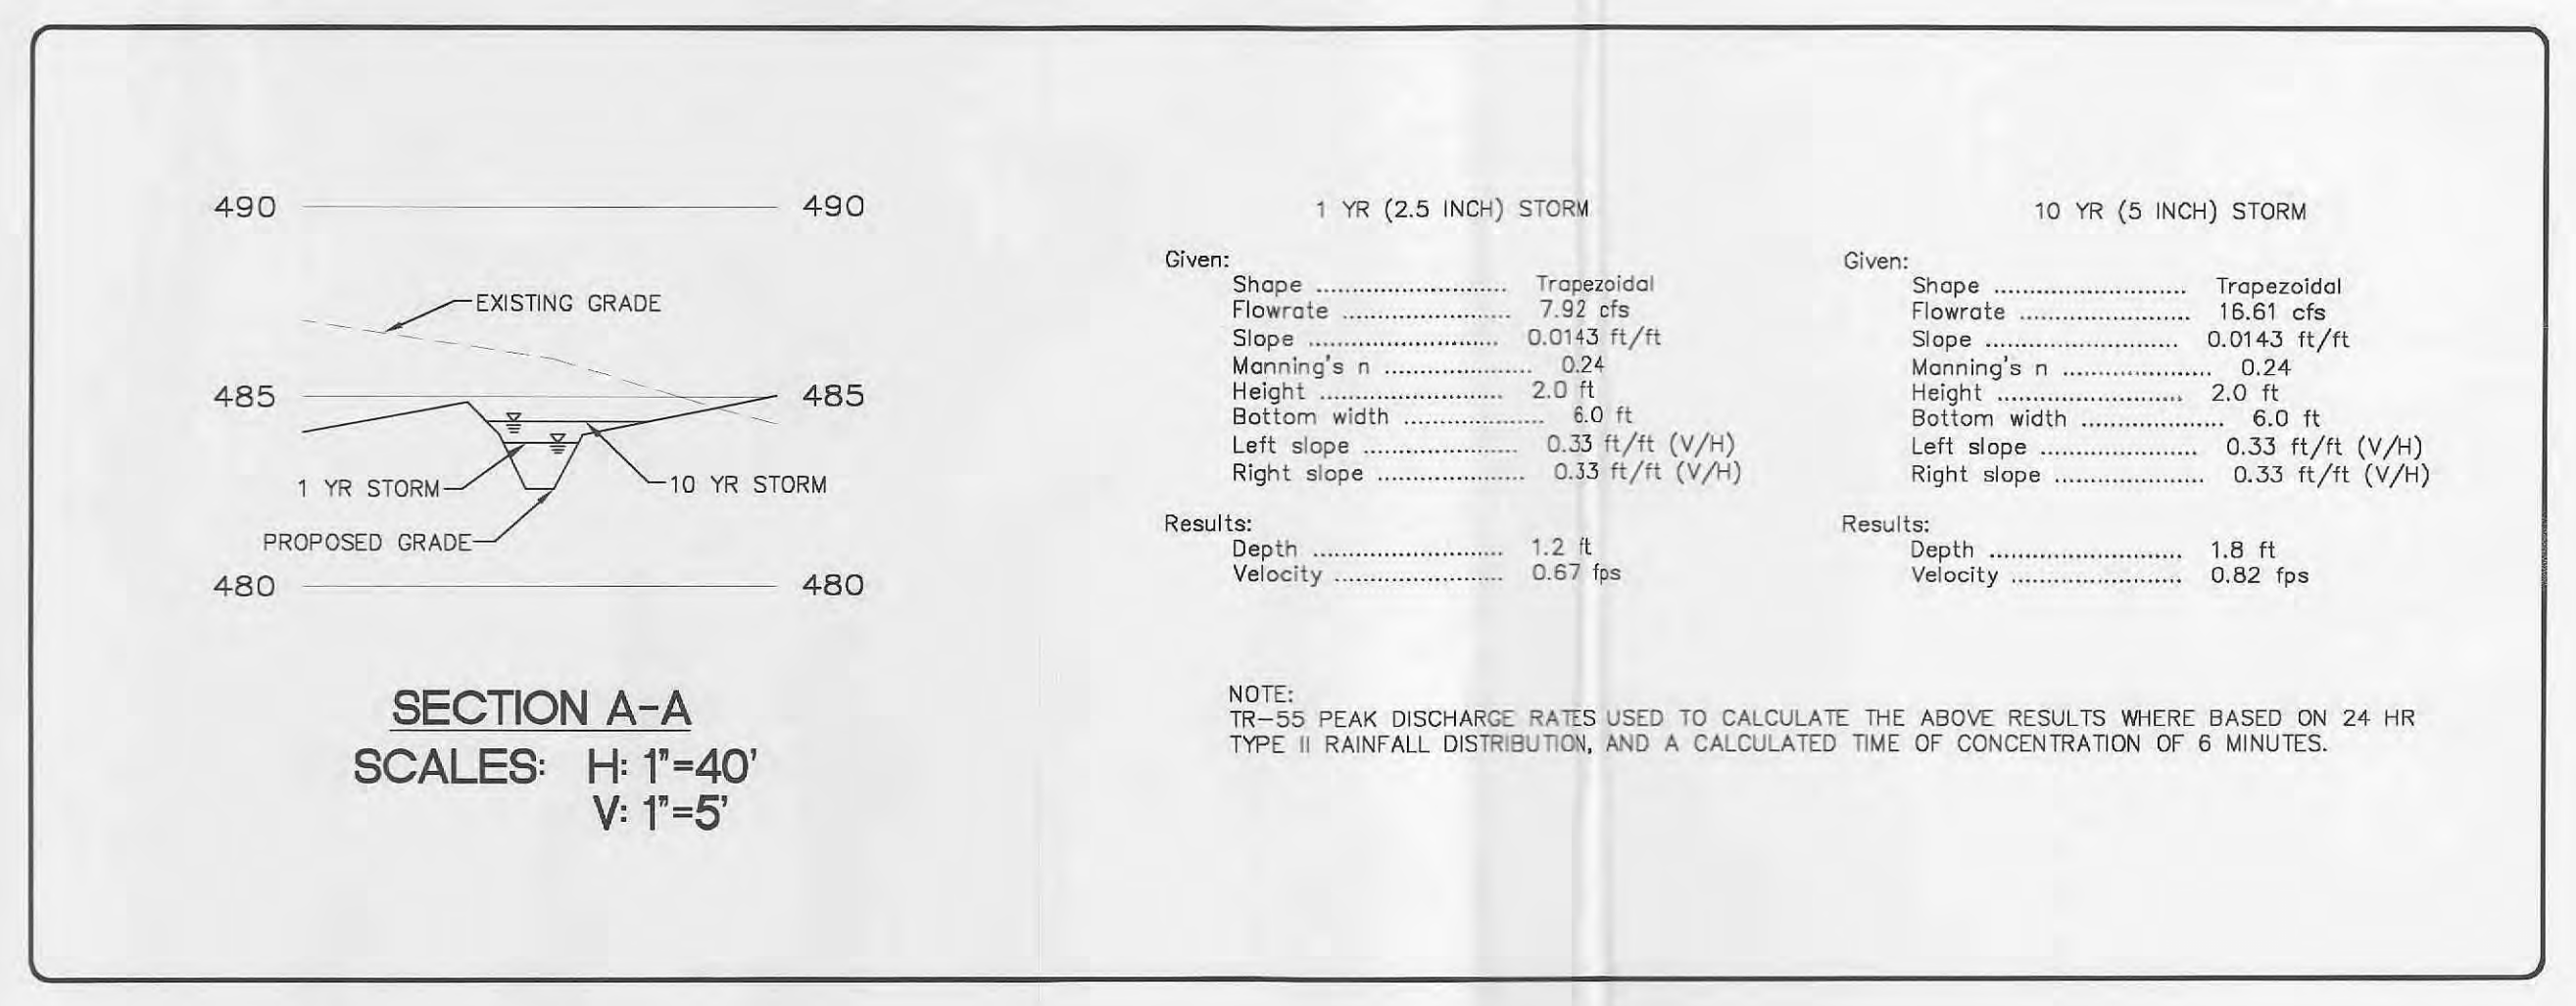 490 490
EXISTING GRADE
485 485
1 YR STORM
10 YR STORM
PROPOSED GRADE
480 480
SECTION A-A
SCALES: H: 1"=40'
V: 1"=5'
1 YR (2.5 INCH) STORM
Given:
Shape ........................... Trapezoidal
Flowrate ........................ 7.92 cfs
Slope ........................... 0.0143 ft/ft
Manning's n ..................... 0.24
Height .......................... 2.0 ft
Bottom width .................... 6.0 ft
Left slope ...................... 0.33 ft/ft (V/H)
Right slope ..................... 0.33 ft/ft (V/H)
Results:
Depth ........................... 1.2 ft
Velocity ........................ 0.67 fps
10 YR (5 INCH) STORM
Given:
Shape ........................... Trapezoidal
Flowrate ........................ 16.61 cfs
Slope ........................... 0.0143 ft/ft
Manning's n ..................... 0.24
Height .......................... 2.0 ft
Bottom width .................... 6.0 ft
Left slope ...................... 0.33 ft/ft (V/H)
Right slope ..................... 0.33 ft/ft (V/H)
Results:
Depth ........................... 1.8 ft
Velocity ........................ 0.82 fps
NOTE:
TR-55 PEAK DISCHARGE RATES USED TO CALCULATE THE ABOVE RESULTS WHERE BASED ON 24 HR
TYPE II RAINFALL DISTRIBUTION, AND A CALCULATED TIME OF CONCENTRATION OF 6 MINUTES.